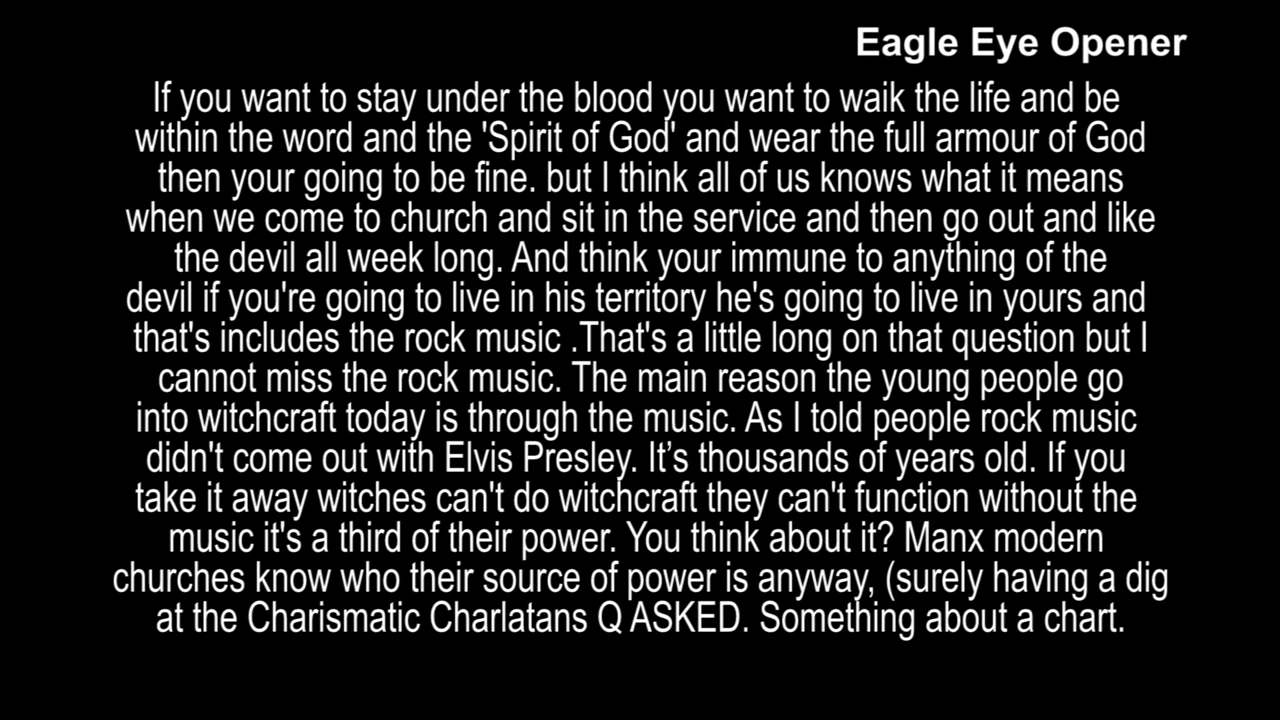 Eagle Eye Opener
If you want to stay under the blood you want to waik the life and be
within the word and the 'Spirit of God' and wear the full armour of God
then your going to be fine. but I think all of us knows what it means
when we come to church and sit in the service and then go out and like
the devil all week long. And think your immune to anything of the
devil if you're going to live in his territory he's going to live in yours and
that's includes the rock music .That's a little long on that question but I
cannot miss the rock music. The main reason the young people go
into witchcraft today is through the music. As I told people rock music
didn't come out with Elvis Presley. It’s thousands of years old. If you
take it away witches can't do witchcraft they can't function without the
music it's a third of their power. You think about it? Manx modern
churches know who their source of power is anyway, (surely having a dig
at the Charismatic Charlatans Q ASKED. Something about a chart.